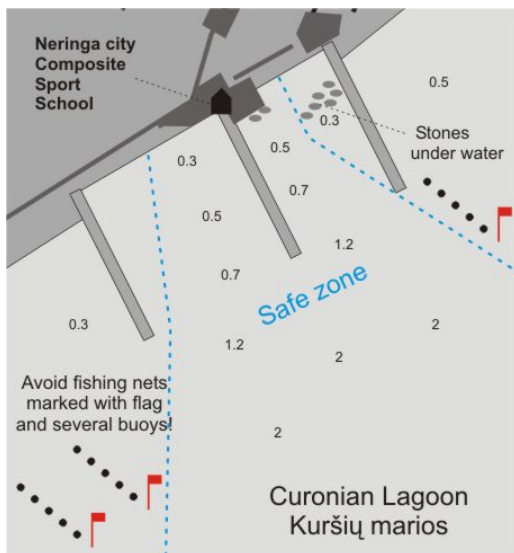 Neringa city
Composite
Sport
School
0.5
0.3
Stones
under water
0.5
0.3
0.7
0.5
1.2
Safe zone
0.7
0.3
2
1.2
2
Avoid fishing nets
marked with flag
and several buoys!
2
Curonian Lagoon
Kuršių marios